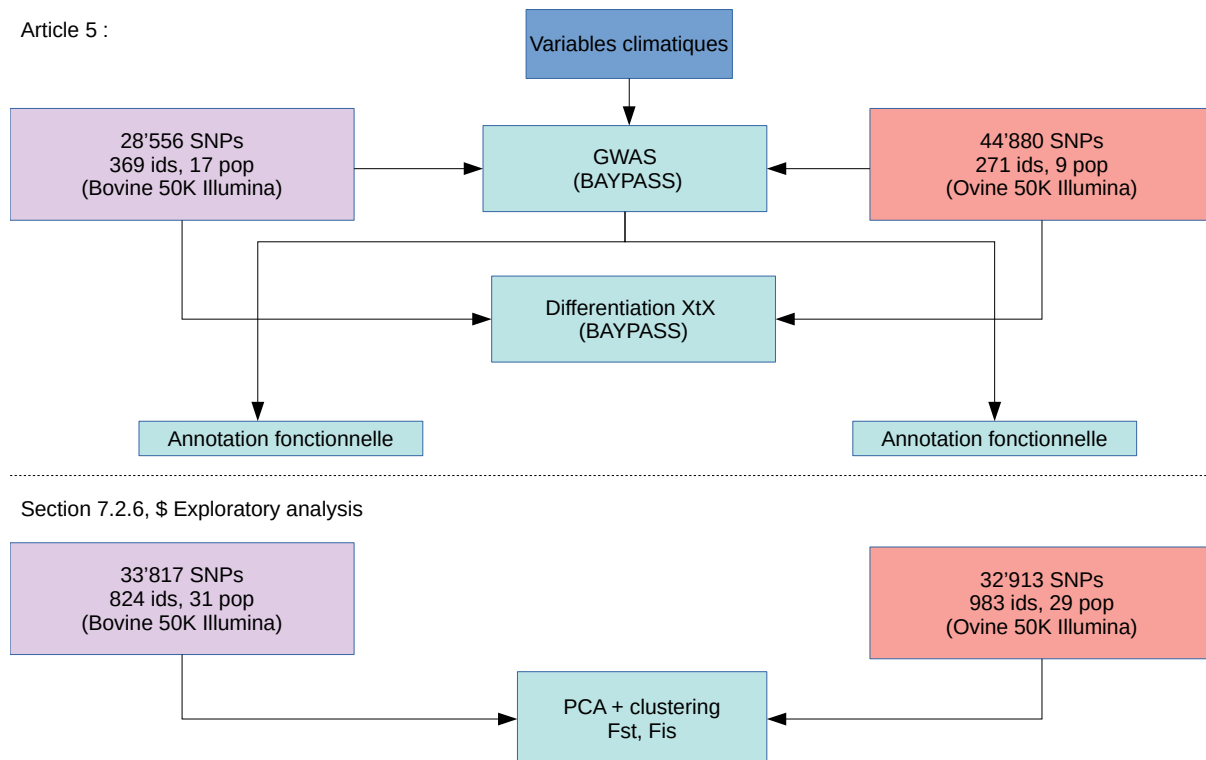 Article 5 :
Variables climatiques
28’556 SNPs
369 ids, 17 pop
(Bovine 50K Illumina)
GWAS
(BAYPASS)
44’880 SNPs
271 ids, 9 pop
(Ovine 50K Illumina)
Differentiation XtX
(BAYPASS)
Annotation fonctionnelle
Annotation fonctionnelle
Section 7.2.6, $ Exploratory analysis
33’817 SNPs
824 ids, 31 pop
(Bovine 50K Illumina)
32’913 SNPs
983 ids, 29 pop
(Ovine 50K Illumina)
PCA + clustering
Fst, Fis